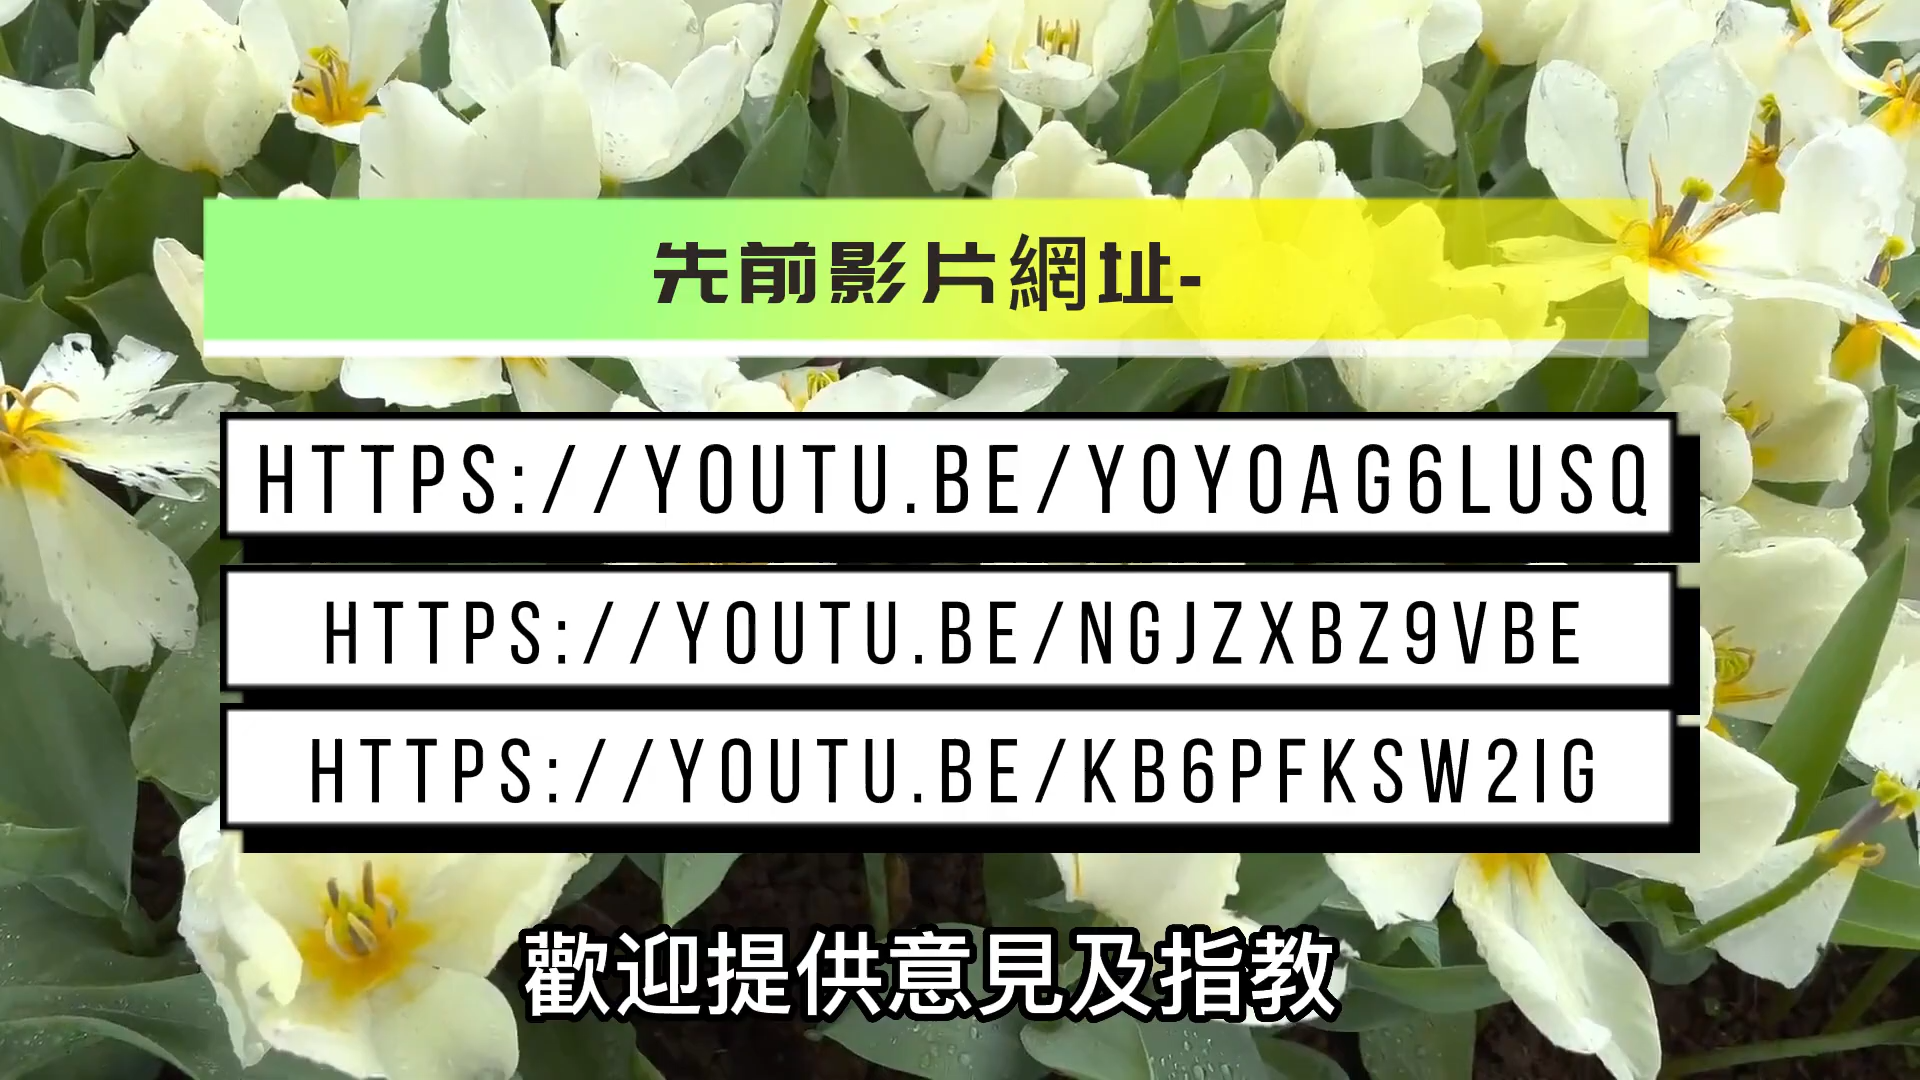 先前影片網址-
HTTPS://YOUTU.BE/YOYOAG6LUSQ
HTTPS://YOUTU.BE/NGJZXBZ9VBE
HTTPS://YOUTU.BE/KB6PFKSW2IG
歡迎提供意見及指教